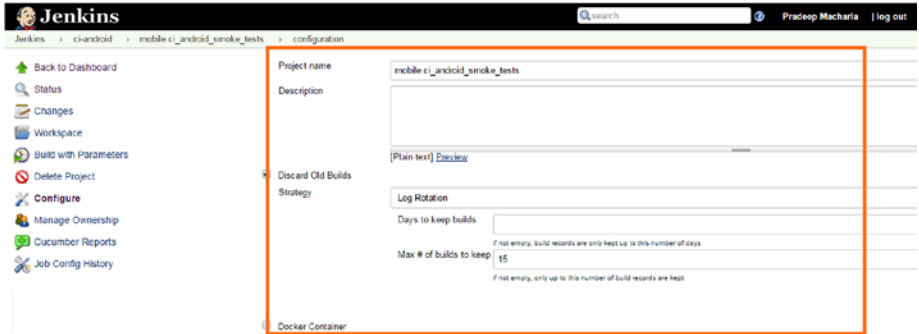 Jenkins
search
Pradeep Macharla | log out
Jenkins › ci-android › mobile.ci_android_smoke_tests › configuration
Back to Dashboard
Status
Changes
Workspace
Build with Parameters
Delete Project
Configure
Manage Ownership
Cucumber Reports
Job Config History
Project name
mobile.ci_android_smoke_tests
Description
[Plain text] Preview
Discard Old Builds
Strategy
Log Rotation
Days to keep builds
if not empty, build records are only kept up to this number of days
Max # of builds to keep 15
if not empty, only up to this number of build records are kept
Docker Container